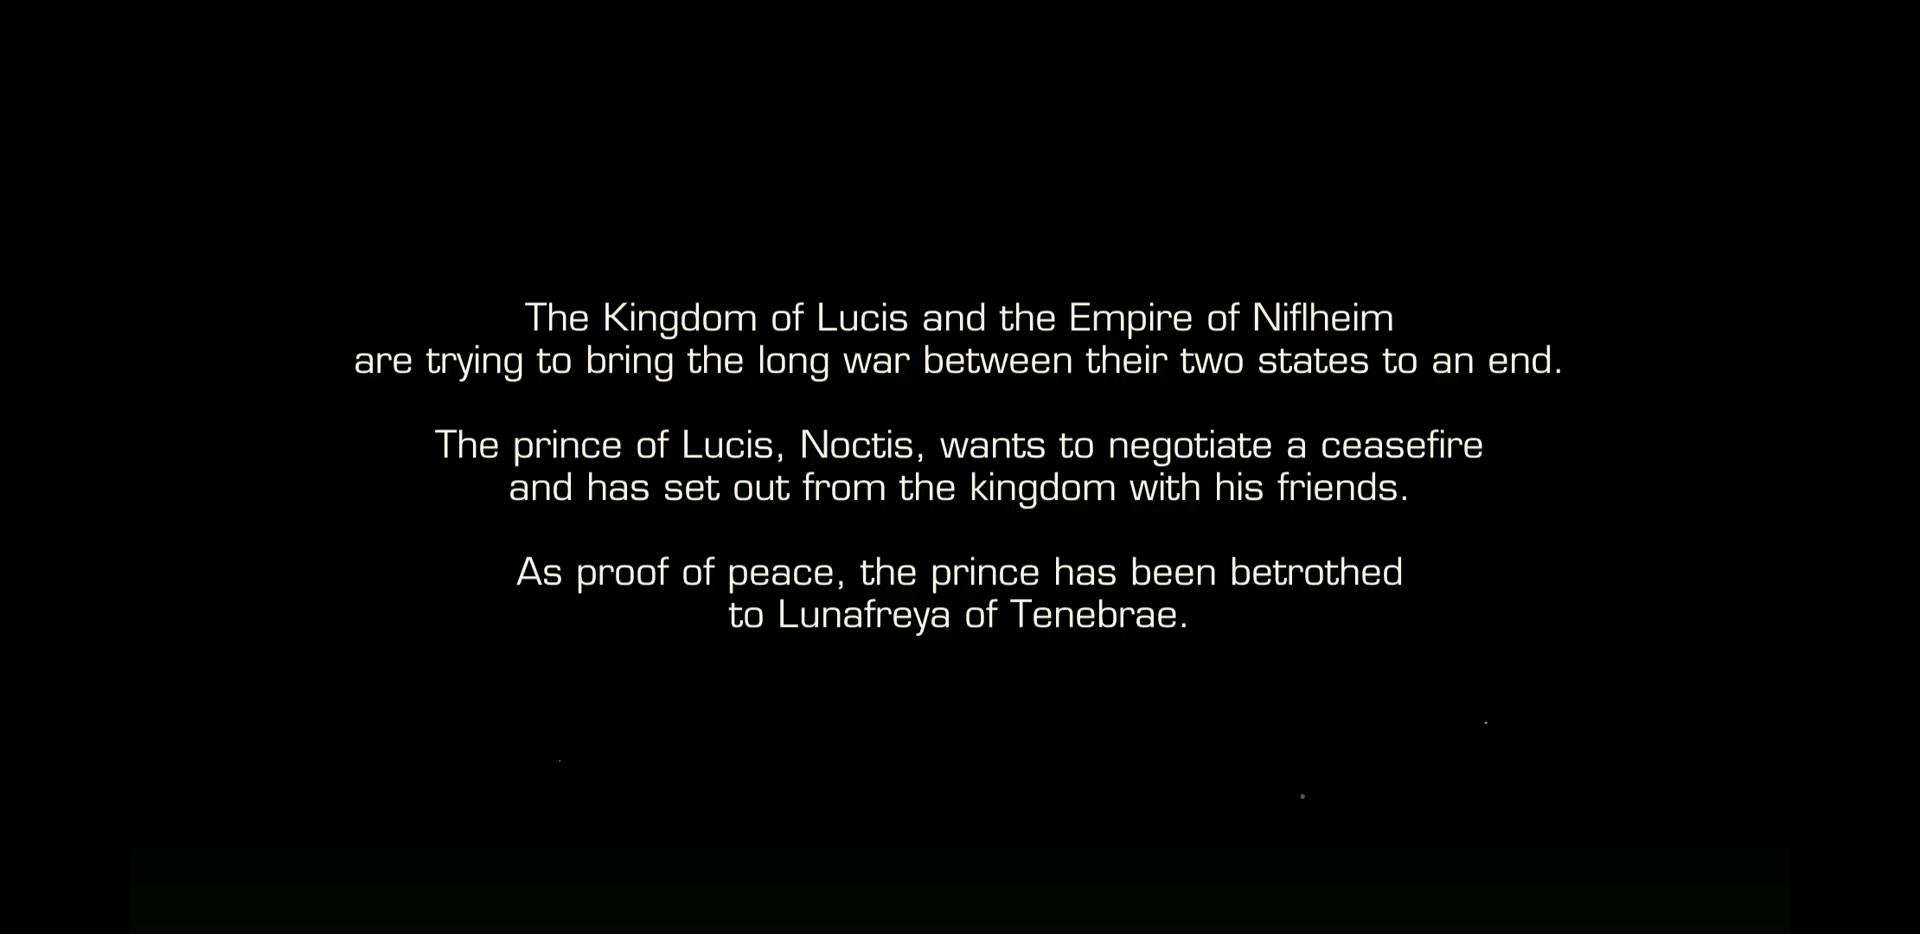 The Kingdom of Lucis and the Empire of Niflheim
are trying to bring the long war between their two states to an end.
The prince of Lucis, Noctis, wants to negotiate a ceasefire
and has set out from the kingdom with his friends.
As proof of peace, the prince has been betrothed
to Lunafreya of Tenebrae.